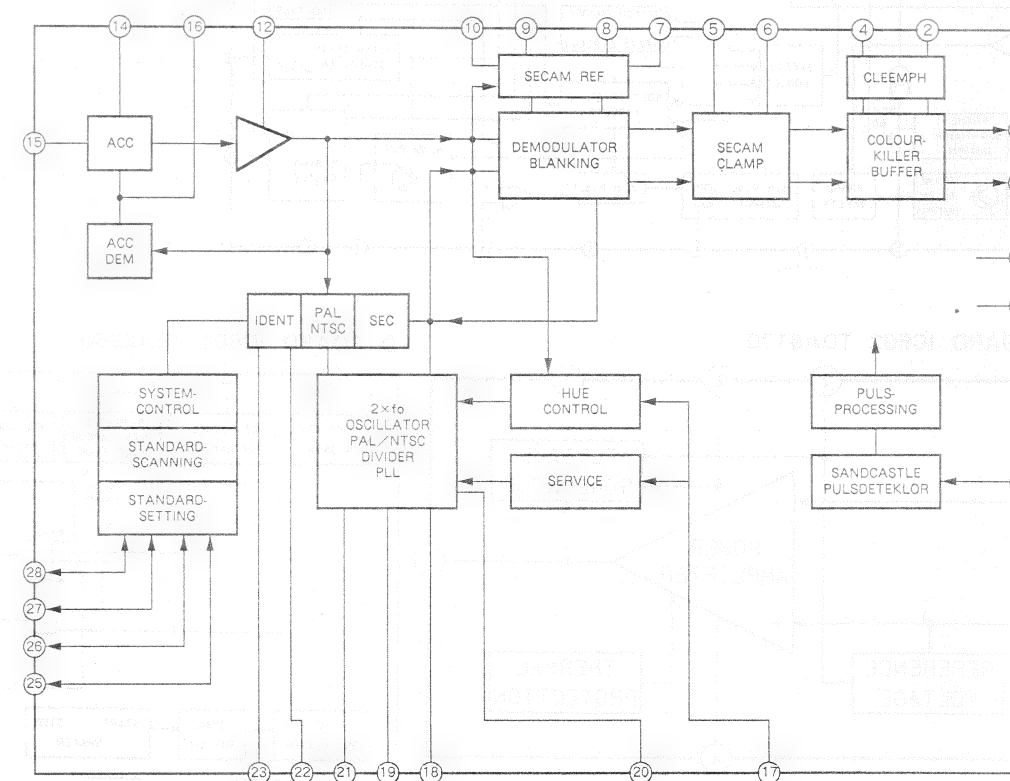 14
16
12
10
9
8
7
5
6
4
2
SECAM REF
CLEEMPH
15
ACC
DEMODULATOR
BLANKING
SECAM
CLAMP
COLOUR-
KILLER
BUFFER
ACC
DEM
IDENT
PAL
NTSC
SEC
SYSTEM-
CONTROL
STANDARD-
SCANNING
STANDARD-
SETTING
2×fo
OSCILLATOR
PAL/NTSC
DIVIDER
PLL
HUE
CONTROL
SERVICE
PULS-
PROCESSING
SANDCASTLE
PULSDETEKLOR
28
27
26
25
23
22
21
19
18
20
17